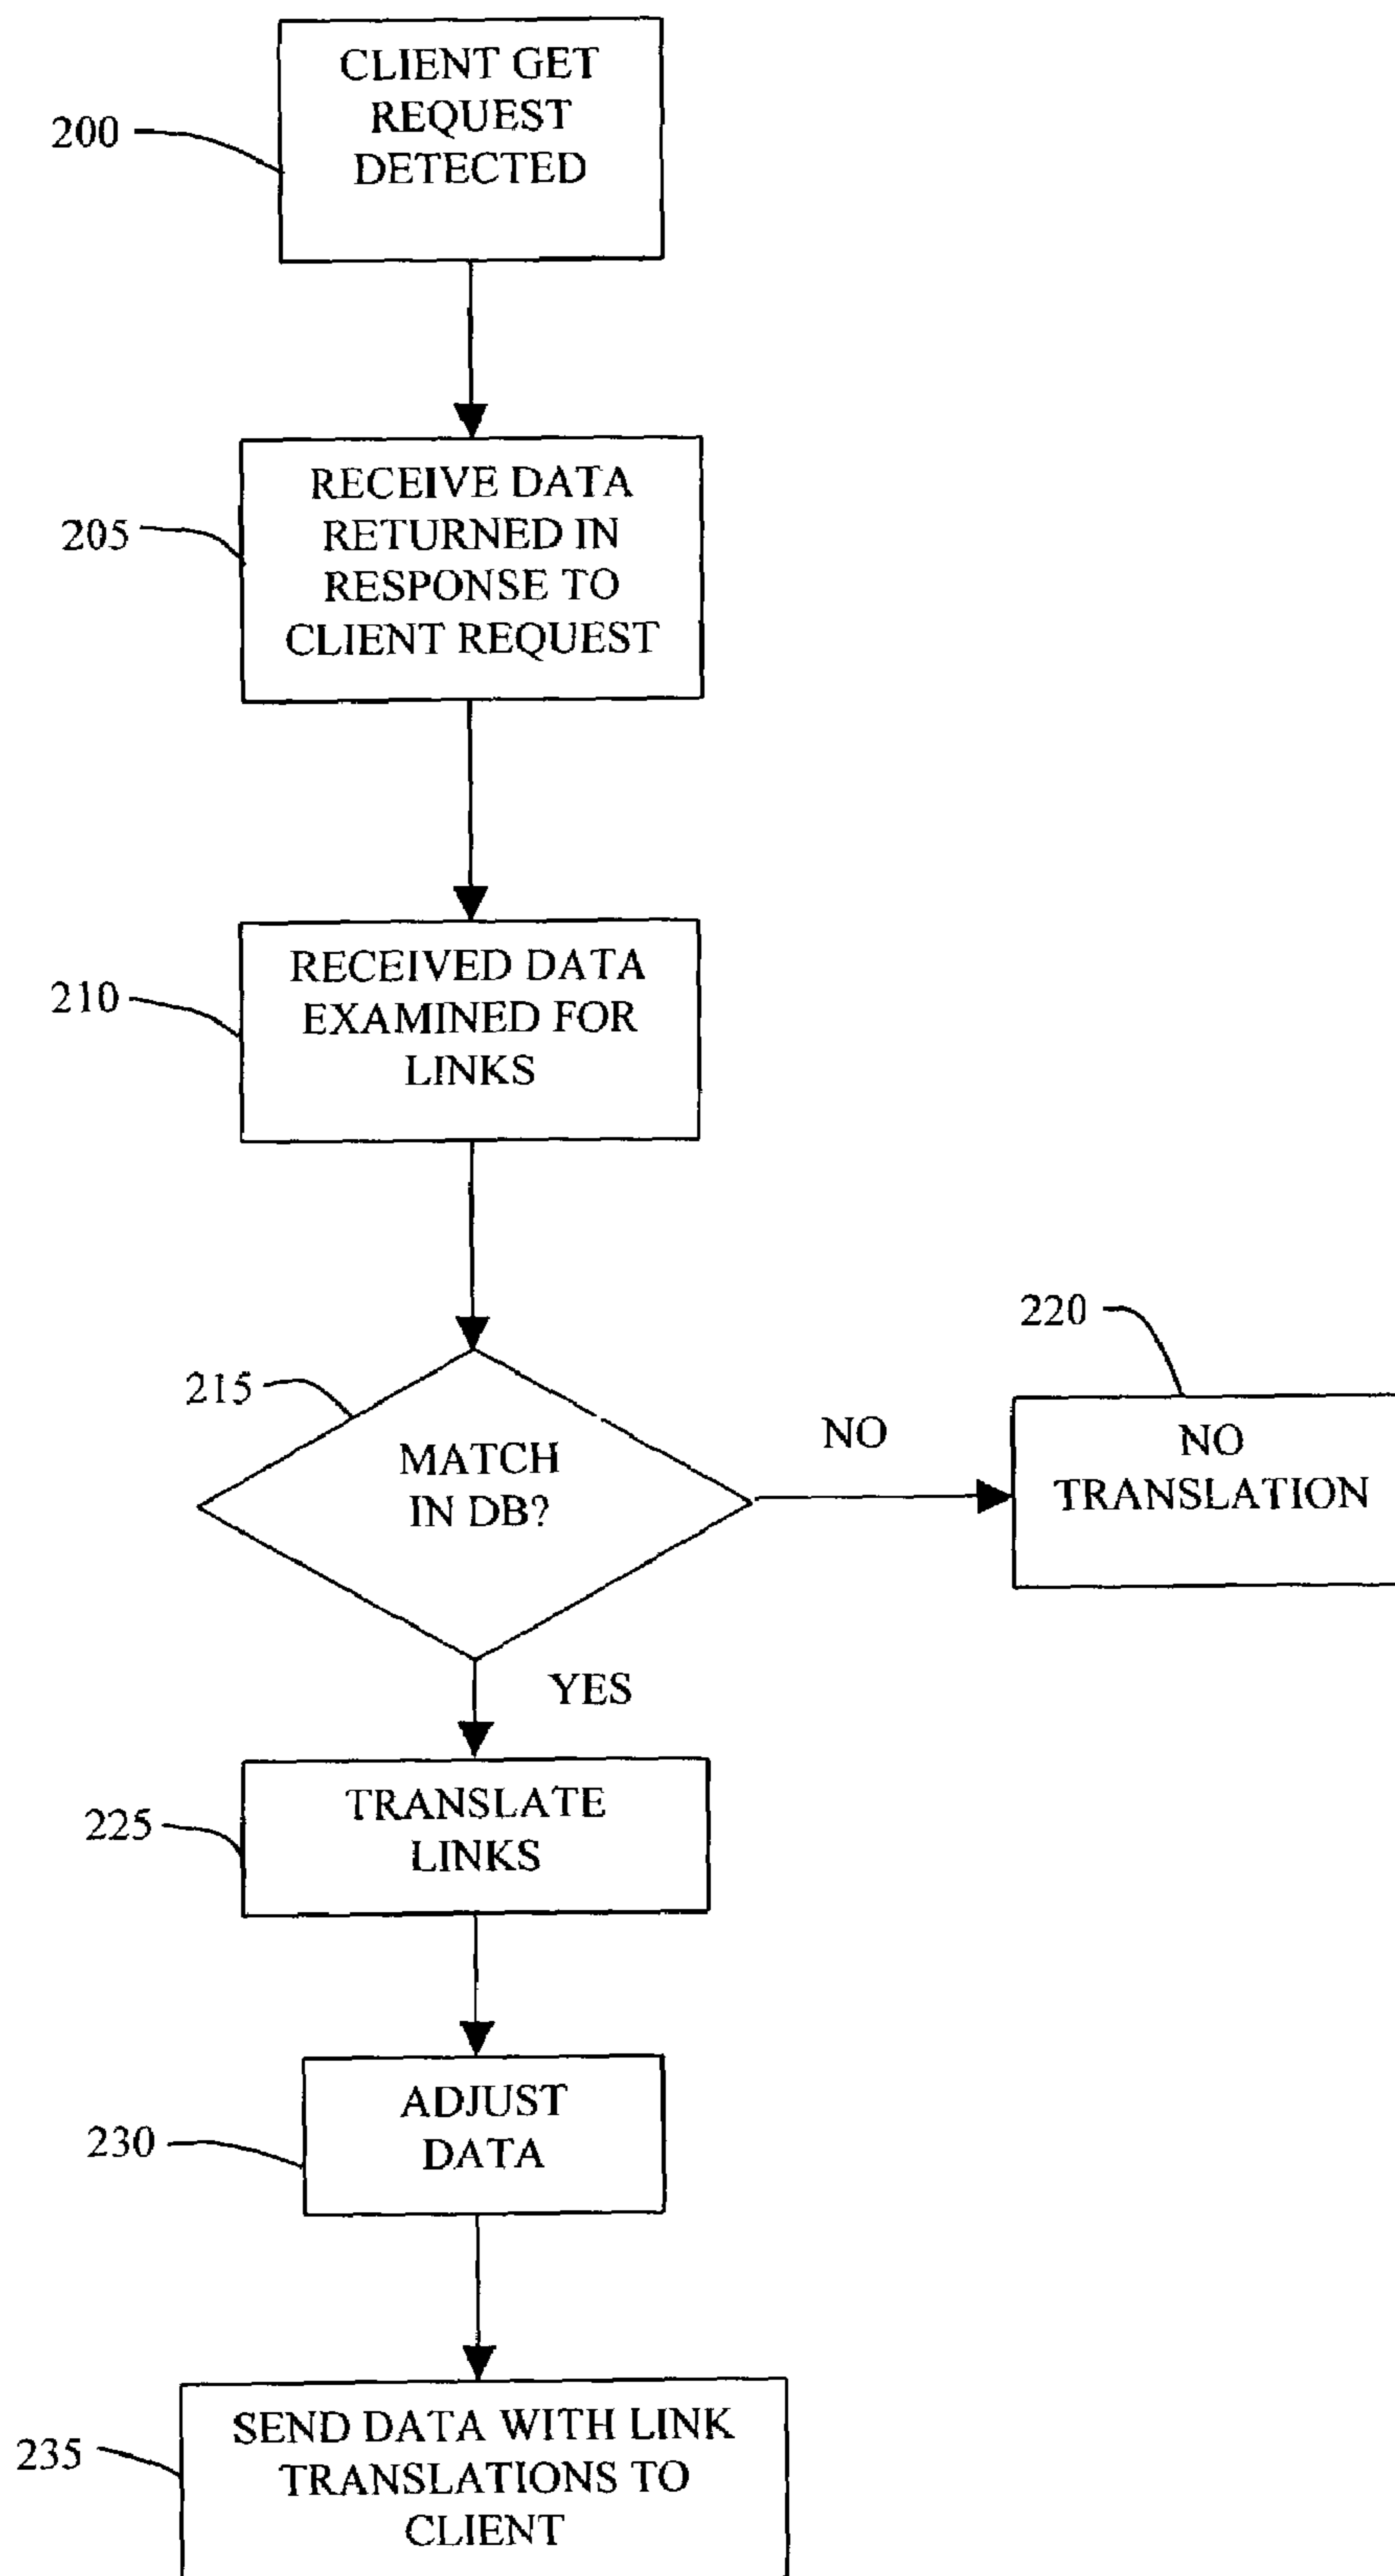 CLIENT GET
REQUEST
DETECTED
200
RECEIVE DATA
RETURNED IN
RESPONSE TO
CLIENT REQUEST
205
RECEIVED DATA
EXAMINED FOR
LINKS
210
215
MATCH
IN DB?
NO
220
NO
TRANSLATION
YES
TRANSLATE
LINKS
225
ADJUST
DATA
230
SEND DATA WITH LINK
TRANSLATIONS TO
CLIENT
235